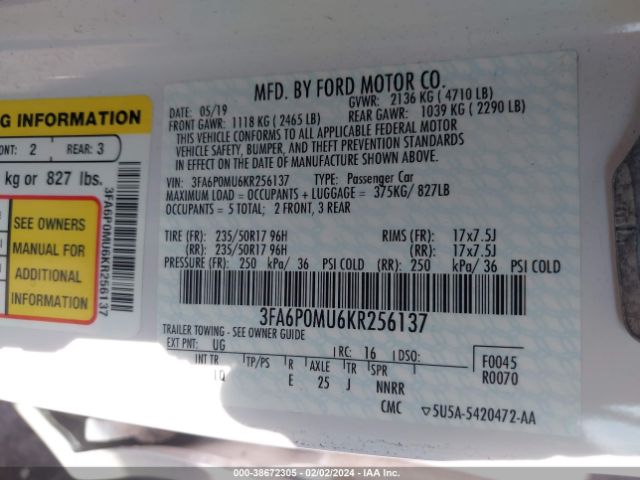 G INFORMATION
ONT: 2 REAR: 3
kg or 827 lbs.
SEE OWNERS
MANUAL FOR
ADDITIONAL
INFORMATION
3FA6P0MU6KR256137
MFD. BY FORD MOTOR CO.
DATE: 05/19 GVWR: 2136 KG ( 4710 LB)
FRONT GAWR: 1118 KG ( 2465 LB) REAR GAWR: 1039 KG ( 2290 LB)
THIS VEHICLE CONFORMS TO ALL APPLICABLE FEDERAL MOTOR
VEHICLE SAFETY, BUMPER, AND THEFT PREVENTION STANDARDS
IN EFFECT ON THE DATE OF MANUFACTURE SHOWN ABOVE.
VIN: 3FA6P0MU6KR256137 TYPE: Passenger Car
MAXIMUM LOAD = OCCUPANTS + LUGGAGE = 375KG/ 827LB
OCCUPANTS = 5 TOTAL; 2 FRONT, 3 REAR
TIRE (FR): 235/50R17 96H RIMS (FR): 17x7.5J
(RR): 235/50R17 96H (RR): 17x7.5J
PRESSURE (FR): 250 kPa/ 36 PSI COLD (RR): 250 kPa/ 36 PSI COLD
3FA6P0MU6KR256137
TRAILER TOWING - SEE OWNER GUIDE
EXT PNT: UG RC: 16 DSO: F0045
INT TR TP/PS R AXLE TR SPR R0070
E 25 J NNRR
CMC ▽5U5A-5420472-AA
000-38672305 - 02/02/2024 - IAA Inc.